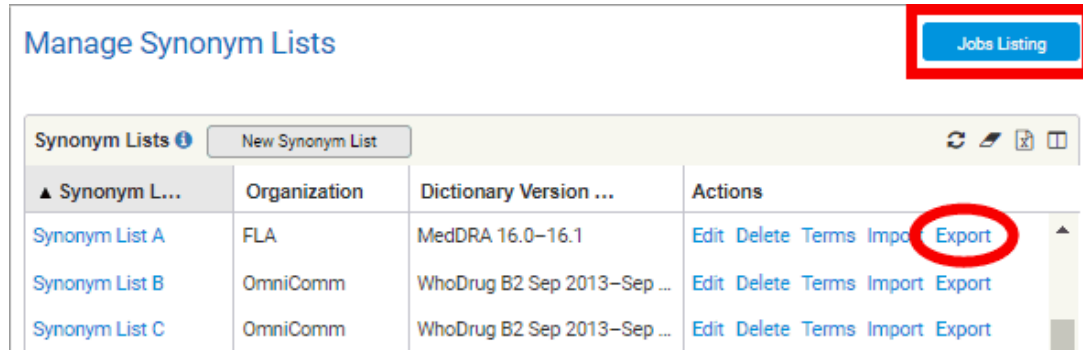 Manage Synonym Lists
Jobs Listing
Synonym Lists New Synonym List
▲ Synonym L... Organization Dictionary Version ... Actions
Synonym List A FLA MedDRA 16.0–16.1 Edit Delete Terms Import Export
Synonym List B OmniComm WhoDrug B2 Sep 2013–Sep ... Edit Delete Terms Import Export
Synonym List C OmniComm WhoDrug B2 Sep 2013–Sep ... Edit Delete Terms Import Export